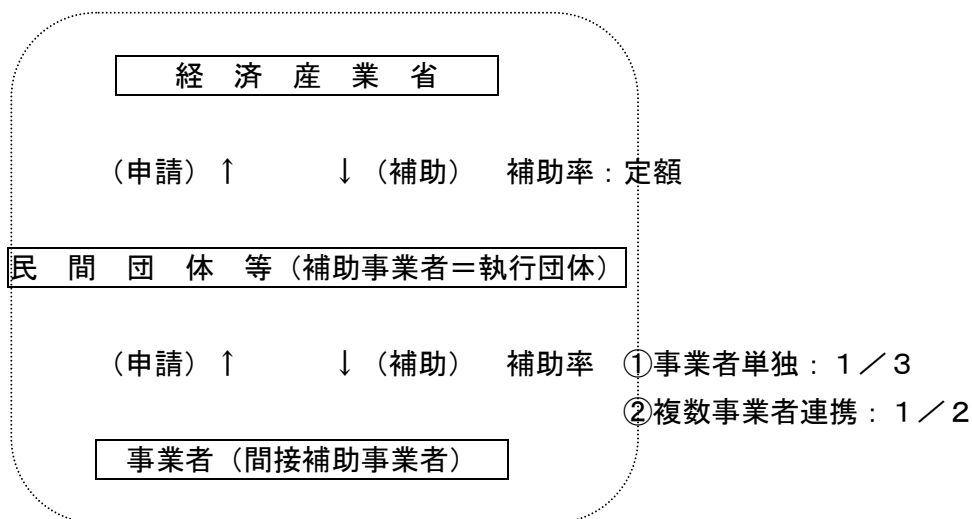 経 済 産 業 省
（申請）↑ ↓（補助） 補助率：定額
民 間 団 体 等（補助事業者＝執行団体）
（申請）↑ ↓（補助） 補助率 ①事業者単独：１／３
②複数事業者連携：１／２
事業者（間接補助事業者）